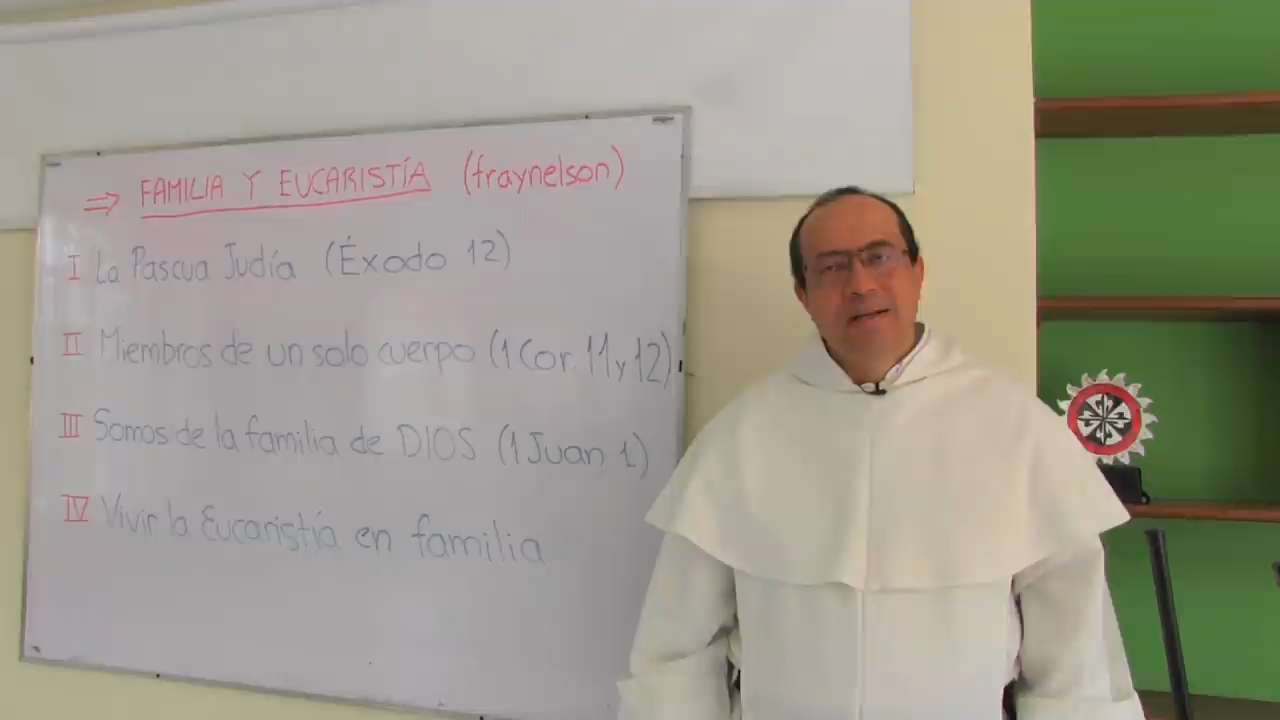 ⇒ FAMILIA Y EUCARISTÍA (fraynelson)
I La Pascua Judía (Éxodo 12)
II Miembros de un solo cuerpo (1 Cor. 11 y 12)
III Somos de la familia de DIOS (1 Juan 1)
IV Vivir la Eucaristía en familia